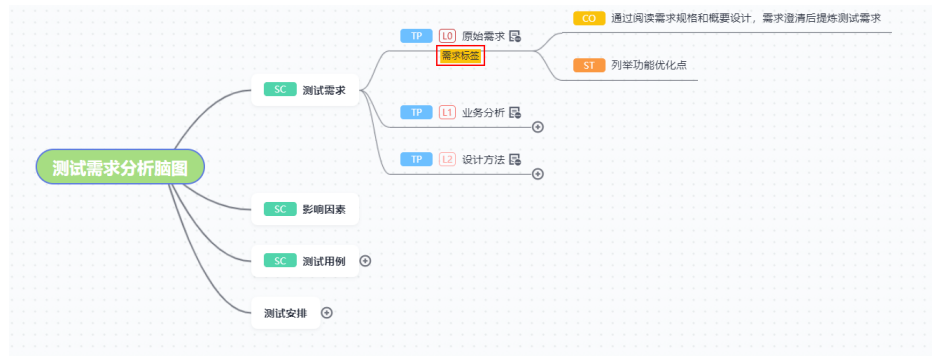 测试需求分析脑图
SC 测试需求
TP L0 原始需求
需求标签
CO 通过阅读需求规格和概要设计，需求澄清后提炼测试需求
ST 列举功能优化点
TP L1 业务分析
TP L2 设计方法
SC 影响因素
SC 测试用例
测试安排